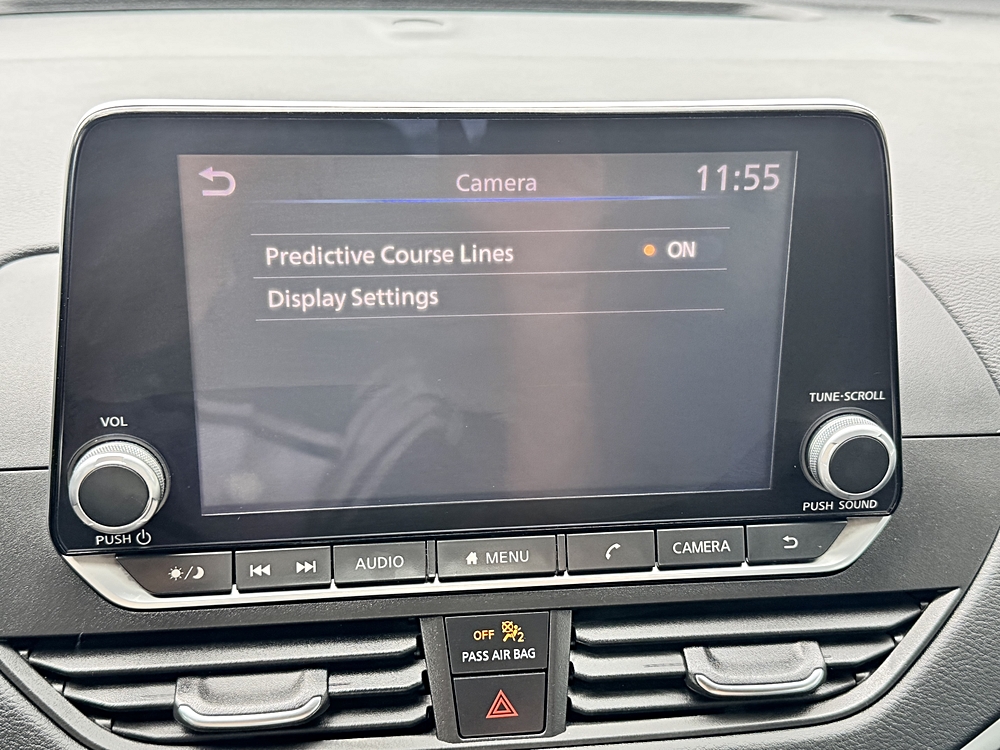 Camera
11:55
Predictive Course Lines ON
Display Settings
TUNE·SCROLL
VOL
PUSH SOUND
PUSH
AUDIO
MENU
CAMERA
OFF 2
PASS AIR BAG